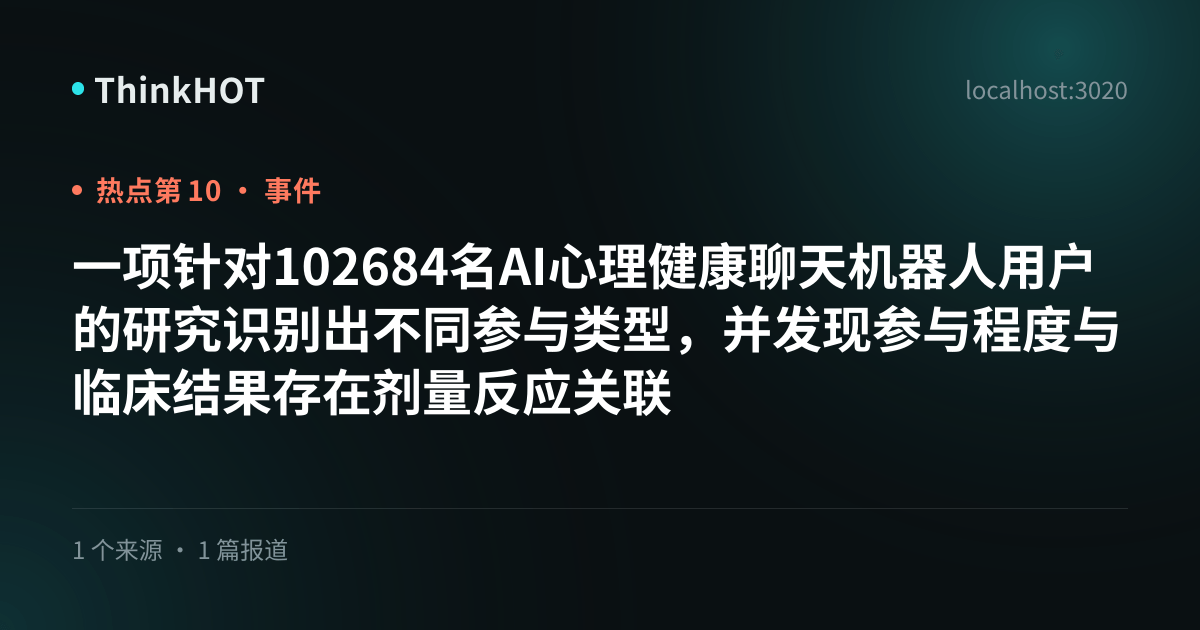 ThinkHOT
localhost:3020
热点第 10 · 事件
一项针对102684名AI心理健康聊天机器人用户
的研究识别出不同参与类型，并发现参与程度与
临床结果存在剂量反应关联
1 个来源 · 1 篇报道